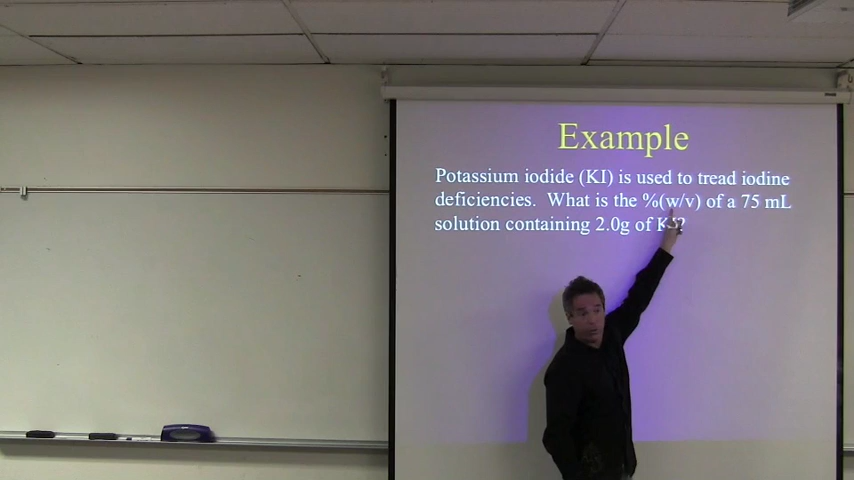 Example
Potassium iodide (KI) is used to tread iodine
deficiencies. What is the %(w/v) of a 75 mL
solution containing 2.0g of KI?